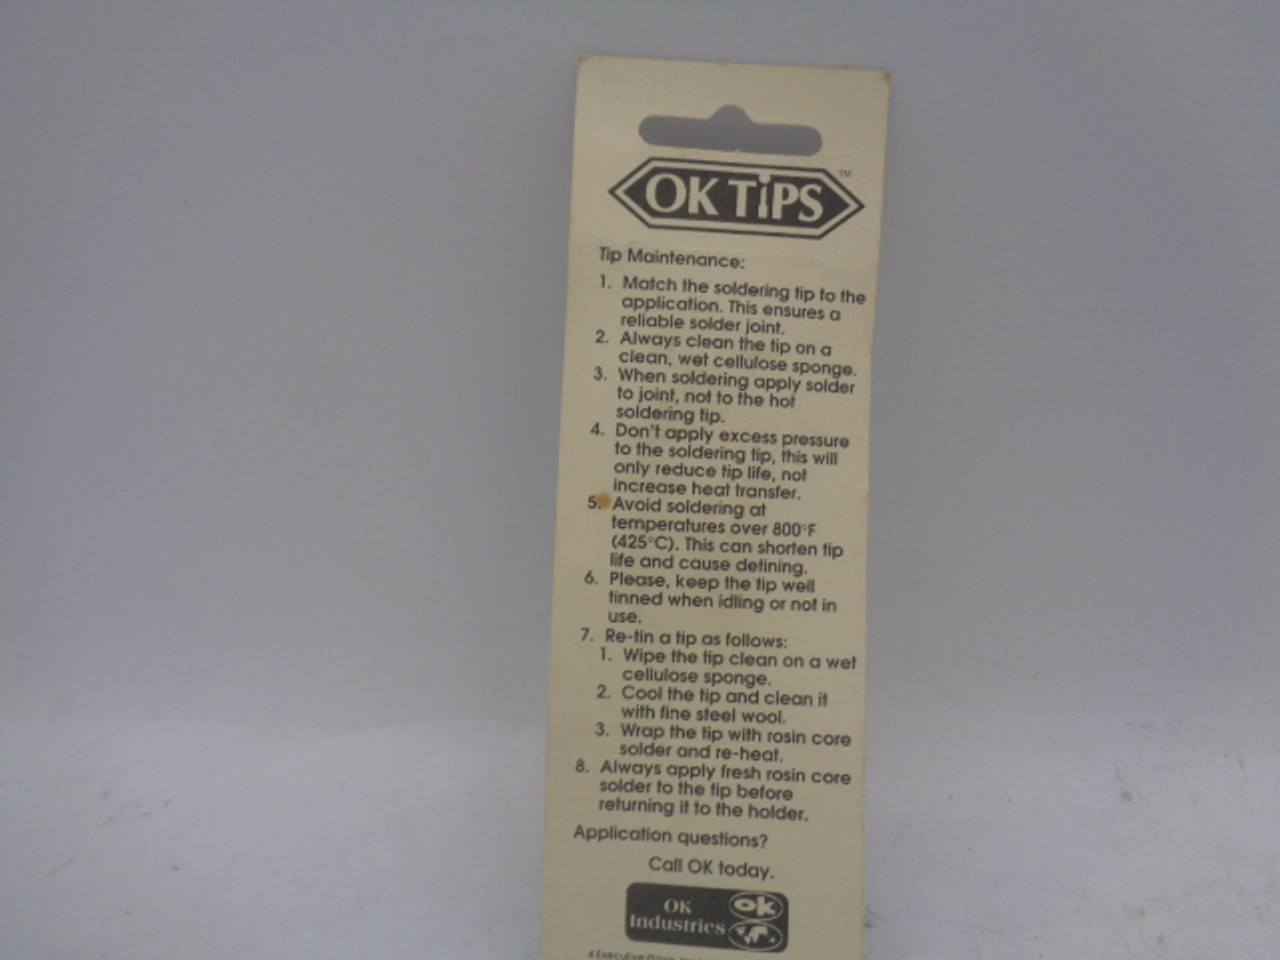 OK TiPS™
Tip Maintenance:
1. Match the soldering tip to the
application. This ensures a
reliable solder joint.
2. Always clean the tip on a
clean, wet cellulose sponge.
3. When soldering apply solder
to joint, not to the hot
soldering tip.
4. Don't apply excess pressure
to the soldering tip, this will
only reduce tip life, not
increase heat transfer.
5. Avoid soldering at
temperatures over 800°F
(425°C). This can shorten tip
life and cause detining.
6. Please, keep the tip well
tinned when idling or not in
use.
7. Re-tin a tip as follows:
1. Wipe the tip clean on a wet
cellulose sponge.
2. Cool the tip and clean it
with fine steel wool.
3. Wrap the tip with rosin core
solder and re-heat.
8. Always apply fresh rosin core
solder to the tip before
returning it to the holder.
Application questions?
Call OK today.
OK
Industries
ok
4 Executive